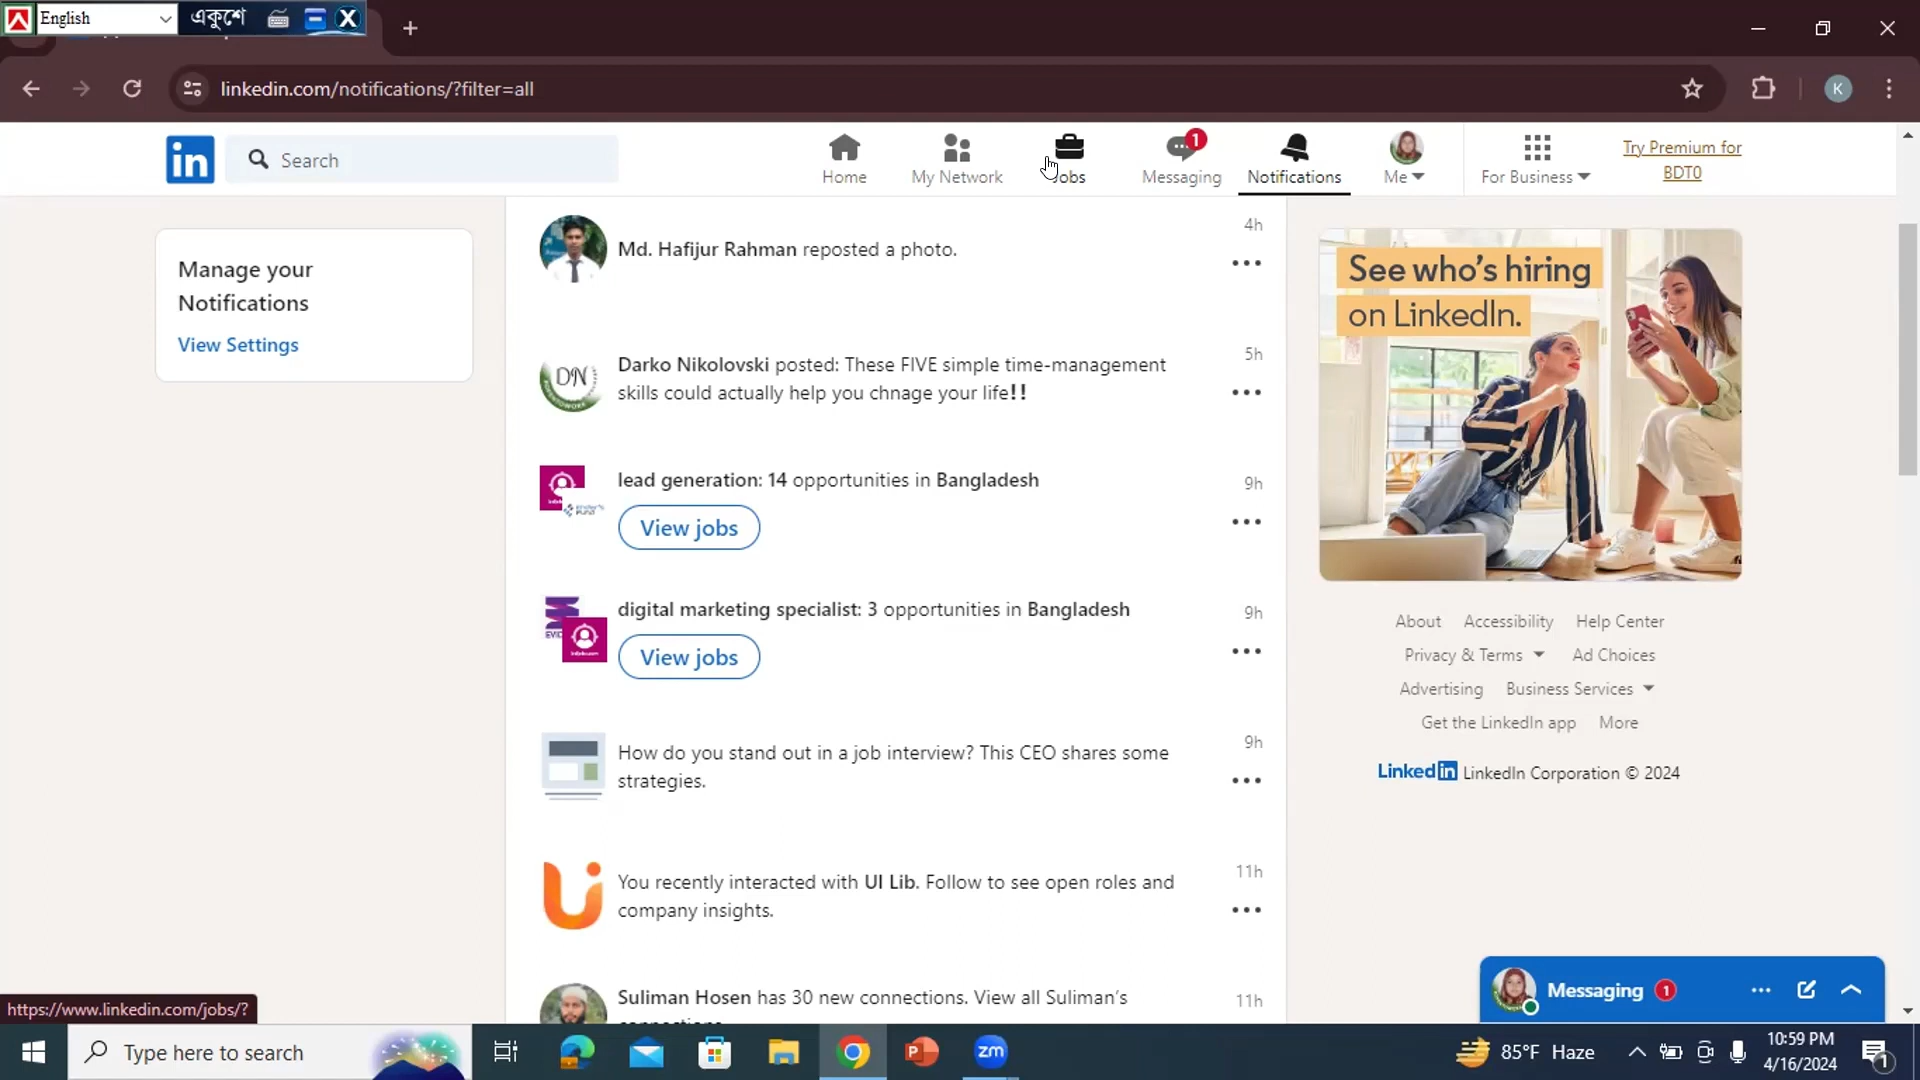 English
একুশে
linkedin.com/notifications/?filter=all
in
Search
Home
My Network
Jobs
1
Messaging
Notifications
Me
For Business
Try Premium for
BDT0
K
Manage your
Notifications
View Settings
Md. Hafijur Rahman reposted a photo.
4h
DN
Darko Nikolovski posted: These FIVE simple time-management
skills could actually help you chnage your life!!
5h
lead generation: 14 opportunities in Bangladesh
View jobs
9h
digital marketing specialist: 3 opportunities in Bangladesh
View jobs
9h
How do you stand out in a job interview? This CEO shares some
strategies.
9h
You recently interacted with UI Lib. Follow to see open roles and
company insights.
11h
Suliman Hosen has 30 new connections. View all Suliman's
11h
See who's hiring
on LinkedIn.
About Accessibility Help Center
Privacy & Terms Ad Choices
Advertising Business Services
Get the LinkedIn app More
LinkedIn LinkedIn Corporation © 2024
Messaging 1
https://www.linkedin.com/jobs/?
Type here to search
zm
85°F Haze
10:59 PM
4/16/2024
1